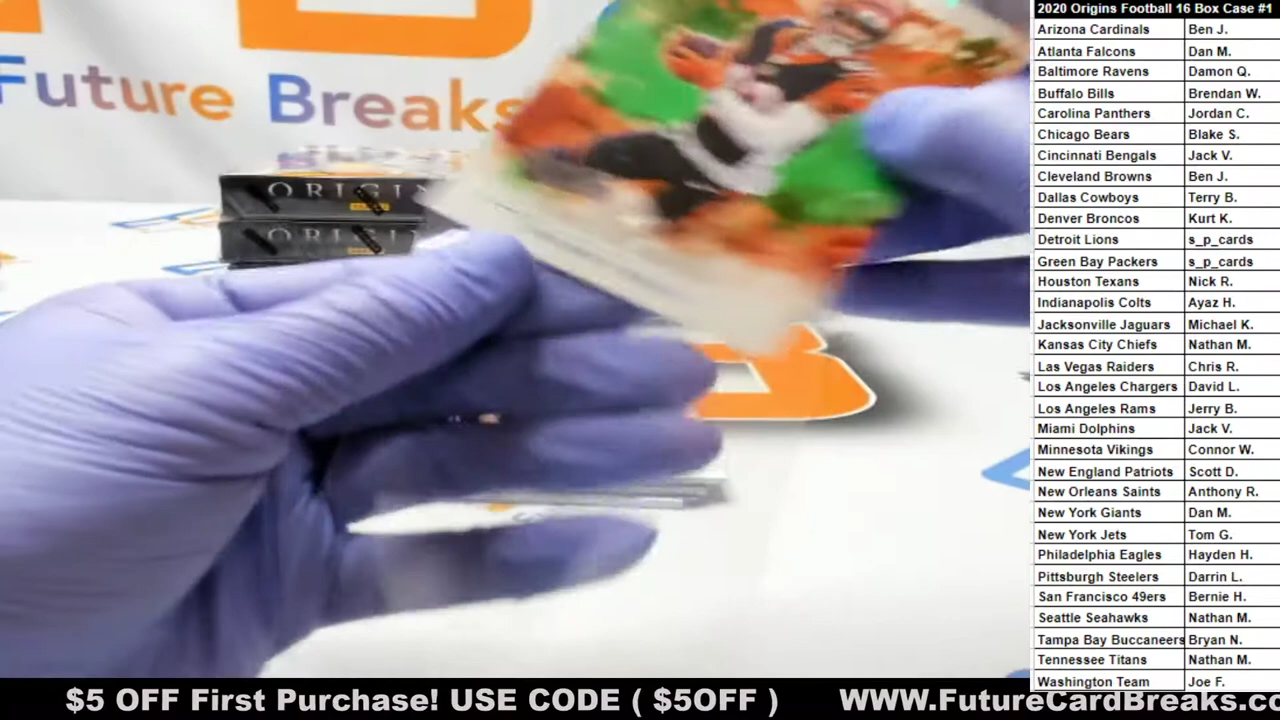 2020 Origins Football 16 Box Case #1
Arizona Cardinals Ben J.
Atlanta Falcons Dan M.
Baltimore Ravens Damon Q.
Buffalo Bills Brendan W.
Carolina Panthers Jordan C.
Chicago Bears Blake S.
Cincinnati Bengals Jack V.
Cleveland Browns Ben J.
Dallas Cowboys Terry B.
Denver Broncos Kurt K.
Detroit Lions s_p_cards
Green Bay Packers s_p_cards
Houston Texans Nick R.
Indianapolis Colts Ayaz H.
Jacksonville Jaguars Michael K.
Kansas City Chiefs Nathan M.
Las Vegas Raiders Chris R.
Los Angeles Chargers David L.
Los Angeles Rams Jerry B.
Miami Dolphins Jack V.
Minnesota Vikings Connor W.
New England Patriots Scott D.
New Orleans Saints Anthony R.
New York Giants Dan M.
New York Jets Tom G.
Philadelphia Eagles Hayden H.
Pittsburgh Steelers Darrin L.
San Francisco 49ers Bernie H.
Seattle Seahawks Nathan M.
Tampa Bay Buccaneers Bryan N.
Tennessee Titans Nathan M.
Washington Team Joe F.
Future Breaks
ORIGIN
ORIGI
$5 OFF First Purchase! USE CODE ( $5OFF ) WWW.FutureCardBreaks.co